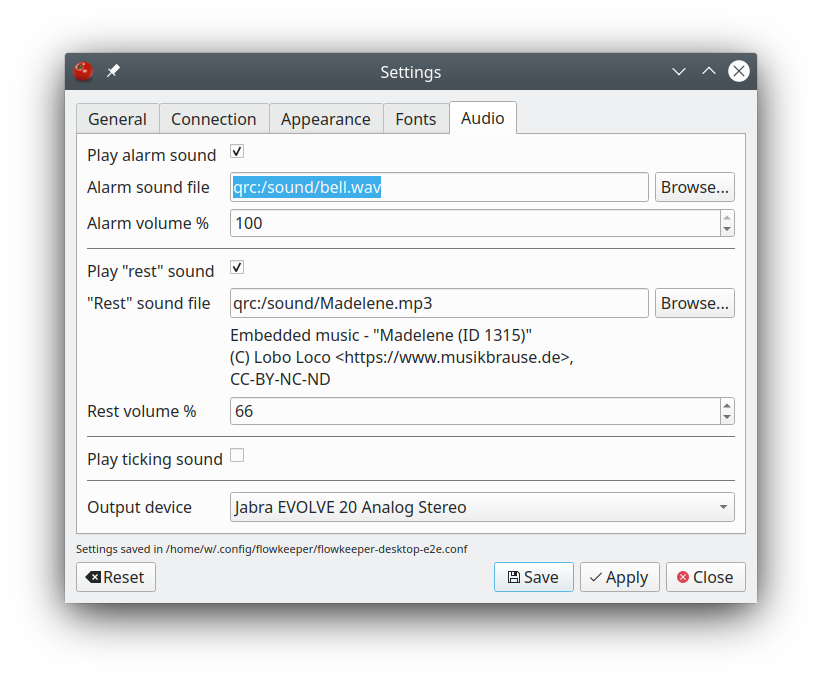 Settings
General Connection Appearance Fonts Audio
Play alarm sound
Alarm sound file qrc:/sound/bell.wav Browse...
Alarm volume % 100
Play "rest" sound
"Rest" sound file qrc:/sound/Madelene.mp3 Browse...
Embedded music - "Madelene (ID 1315)"
(C) Lobo Loco <https://www.musikbrause.de>,
CC-BY-NC-ND
Rest volume % 66
Play ticking sound
Output device Jabra EVOLVE 20 Analog Stereo
Settings saved in /home/w/.config/flowkeeper/flowkeeper-desktop-e2e.conf
Reset Save Apply Close